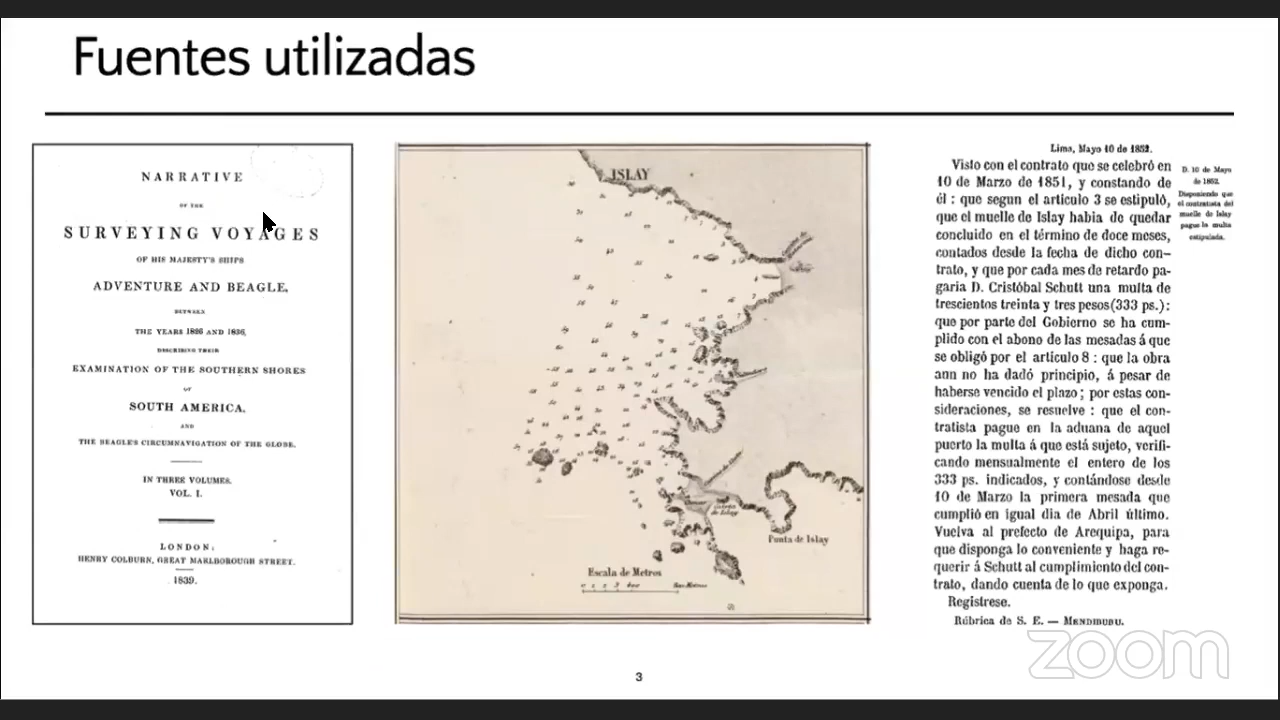 Fuentes utilizadas
NARRATIVE
OF THE
SURVEYING VOYAGES
OF HIS MAJESTY'S SHIPS
ADVENTURE AND BEAGLE,
BETWEEN
THE YEARS 1826 AND 1836,
DESCRIBING THEIR
EXAMINATION OF THE SOUTHERN SHORES
OF
SOUTH AMERICA,
AND
THE BEAGLE'S CIRCUMNAVIGATION OF THE GLOBE.
IN THREE VOLUMES.
VOL. I.
LONDON:
HENRY COLBURN, GREAT MARLBOROUGH STREET.
1839.
ISLAY
Caleta
de Islay
Punta de Islay
Escala de Metros
Lima, Mayo 10 de 1852.
Visto con el contrato que se celebró en
10 de Marzo de 1851, y constando de
él : que segun el articulo 3 se estipuló,
que el muelle de Islay habia de quedar
concluido en el término de doce meses,
contados desde la fecha de dicho con-
trato, y que por cada mes de retardo pa-
garia D. Cristóbal Schutt una multa de
trescientos treinta y tres pesos (333 ps.):
que por parte del Gobierno se ha cum-
plido con el abono de las mesadas á que
se obligó por el articulo 8 : que la obra
aun no ha dadó principio, á pesar de
haberse vencido el plazo ; por estas con-
sideraciones, se resuelve : que el con-
tratista pague en la aduana de aquel
puerto la multa á que está sujeto, verifi-
cando mensualmente el entero de los
333 ps. indicados, y contándose desde
10 de Marzo la primera mesada que
cumplió en igual dia de Abril último.
Vuelva al prefecto de Arequipa, para
que disponga lo conveniente y haga re-
querir á Schutt al cumplimiento del con-
trato, dando cuenta de lo que exponga.
Registrese.
Rúbrica de S. E. — MENDIBURU.
D. 10 de Mayo
de 1852.
Disponiendo que
el contratista del
muelle de Islay
pague la multa
estipulada.
3
zoom